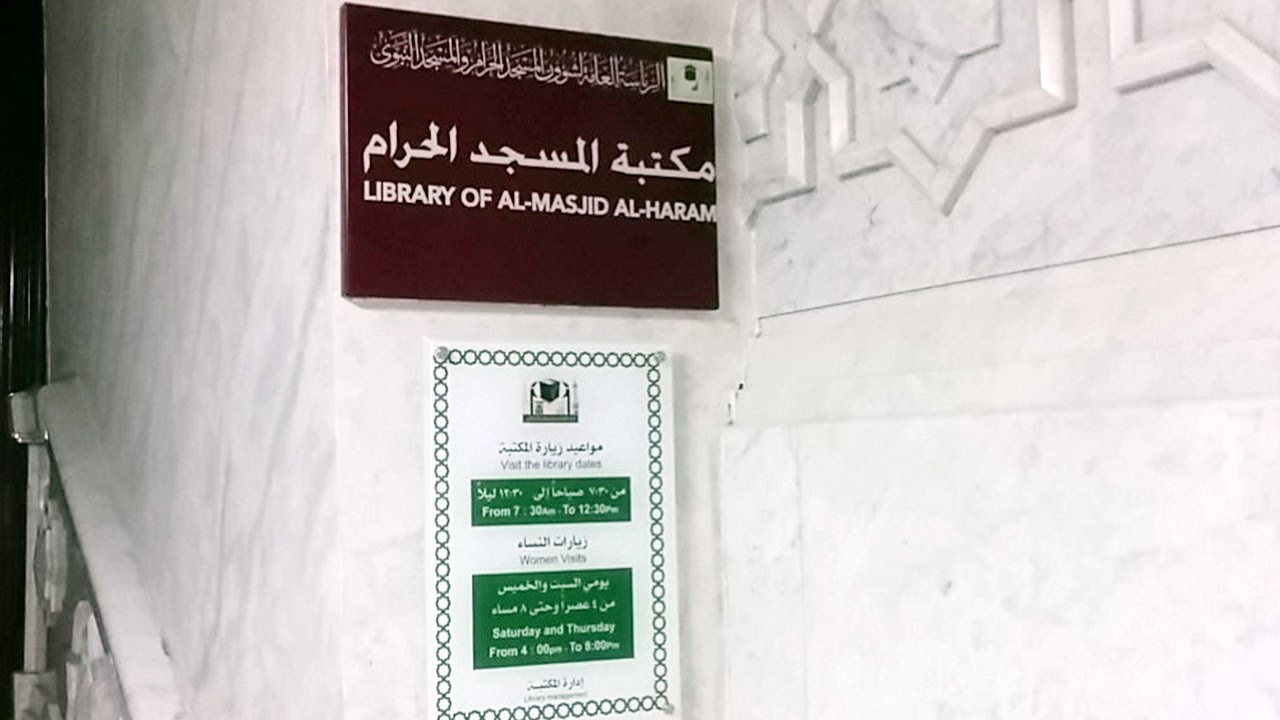 الرئاسة العامة لشؤون المسجد الحرام والمسجد النبوي
مكتبة المسجد الحرام
LIBRARY OF AL-MASJID AL-HARAM
مواعيد زيارة المكتبة
Visit the library dates
من ٧:٣٠ صباحاً إلى ١٢:٣٠ ليلاً
From 7 : 30Am - To 12:30Pm
زيارات النساء
Women Visits
يومي السبت والخميس
من ٤ عصراً وحتى ٨ مساء
Saturday and Thursday
From 4 : 00pm - To 8:00Pm
إدارة المكتبة
Library management